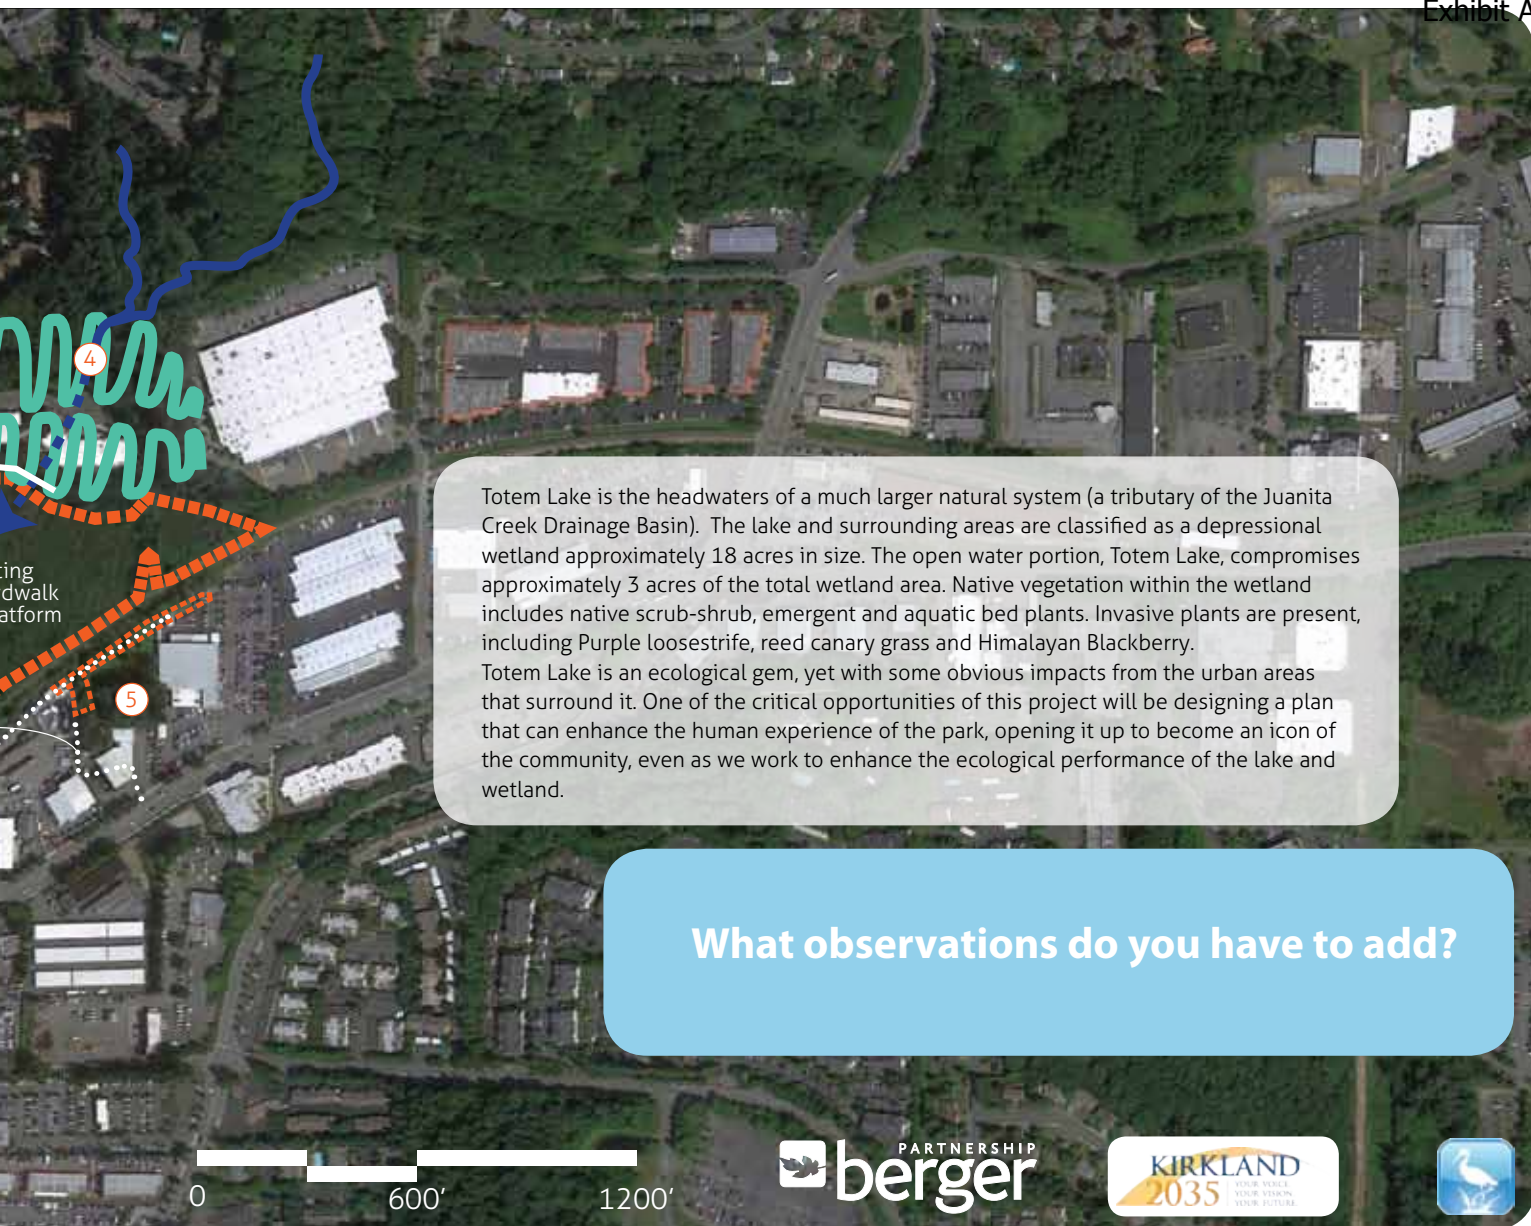 Exhibit A
4
ting
dwalk
atform
5
Totem Lake is the headwaters of a much larger natural system (a tributary of the Juanita
Creek Drainage Basin).  The lake and surrounding areas are classified as a depressional
wetland approximately 18 acres in size. The open water portion, Totem Lake, compromises
approximately 3 acres of the total wetland area. Native vegetation within the wetland
includes native scrub-shrub, emergent and aquatic bed plants. Invasive plants are present,
including Purple loosestrife, reed canary grass and Himalayan Blackberry.
Totem Lake is an ecological gem, yet with some obvious impacts from the urban areas
that surround it. One of the critical opportunities of this project will be designing a plan
that can enhance the human experience of the park, opening it up to become an icon of
the community, even as we work to enhance the ecological performance of the lake and
wetland.
What observations do you have to add?
0 600' 1200'
PARTNERSHIP
berger
KIRKLAND
2035
YOUR VOICE.
YOUR VISION.
YOUR FUTURE.